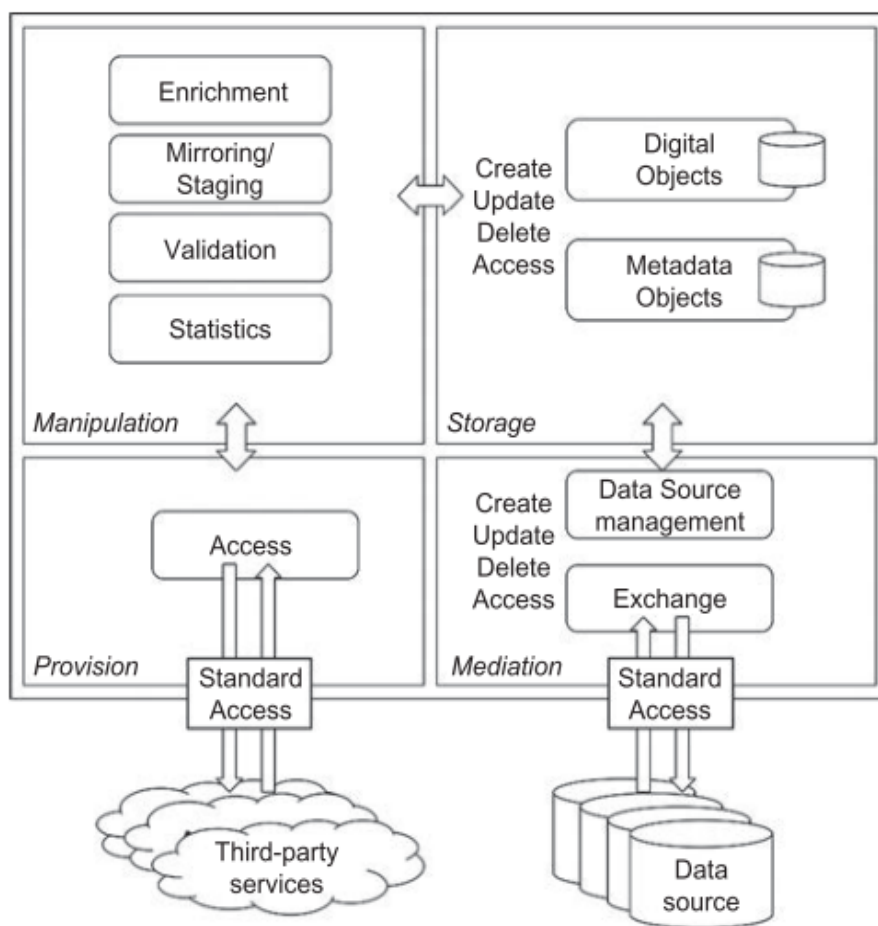 Enrichment
Mirroring/
Staging
Validation
Statistics
Manipulation
Create
Update
Delete
Access
Digital
Objects
Metadata
Objects
Storage
Access
Provision
Standard
Access
Third-party
services
Create
Update
Delete
Access
Data Source
management
Exchange
Mediation
Standard
Access
Data
source